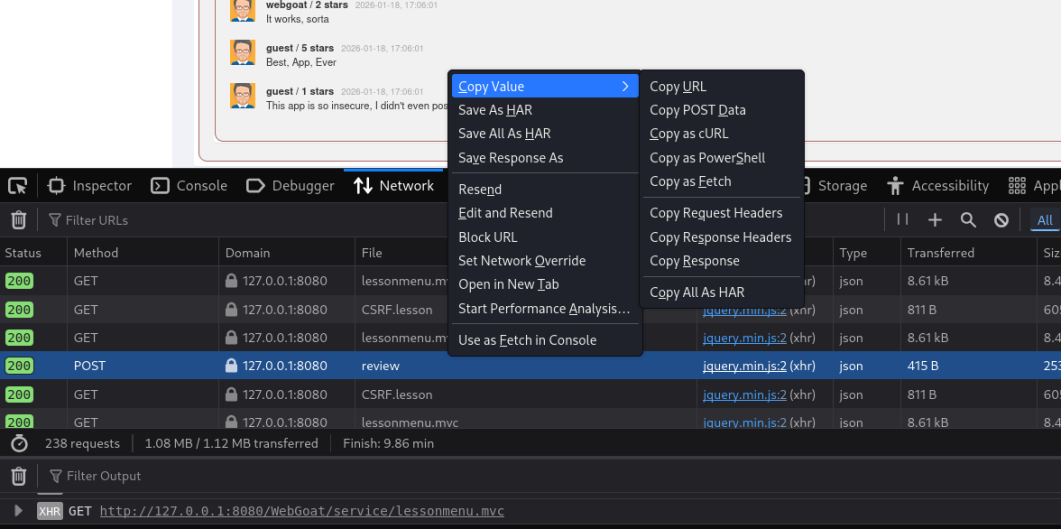 webgoat / 2 stars 2026-01-18, 17:06:01
It works, sorta
guest / 5 stars 2026-01-18, 17:06:01
Best, App, Ever
guest / 1 stars 2026-01-18, 17:06:01
This app is so insecure, I didn't even pos
Copy Value
Save As HAR
Save All As HAR
Save Response As
Resend
Edit and Resend
Block URL
Set Network Override
Open in New Tab
Start Performance Analysis...
Use as Fetch in Console
Copy URL
Copy POST Data
Copy as cURL
Copy as PowerShell
Copy as Fetch
Copy Request Headers
Copy Response Headers
Copy Response
Copy All As HAR
Inspector Console Debugger Network Storage Accessibility Appl
Filter URLs All
Status Method Domain File Type Transferred Siz
200 GET 127.0.0.1:8080 lessonmenu.m json 8.61 kB 8.4
200 GET 127.0.0.1:8080 CSRF.lesson jquery.min.js:2 (xhr) json 811 B 605
200 GET 127.0.0.1:8080 lessonmenu.m jquery.min.js:2 (xhr) json 8.61 kB 8.4
200 POST 127.0.0.1:8080 review jquery.min.js:2 (xhr) json 415 B 253
200 GET 127.0.0.1:8080 CSRF.lesson jquery.min.js:2 (xhr) json 811 B 605
200 GET 127.0.0.1:8080 lessonmenu.mvc jquery.min.js:2 (xhr) json 8.61 kB 8.4
238 requests 1.08 MB / 1.12 MB transferred Finish: 9.86 min
Filter Output
XHR GET http://127.0.0.1:8080/WebGoat/service/lessonmenu.mvc